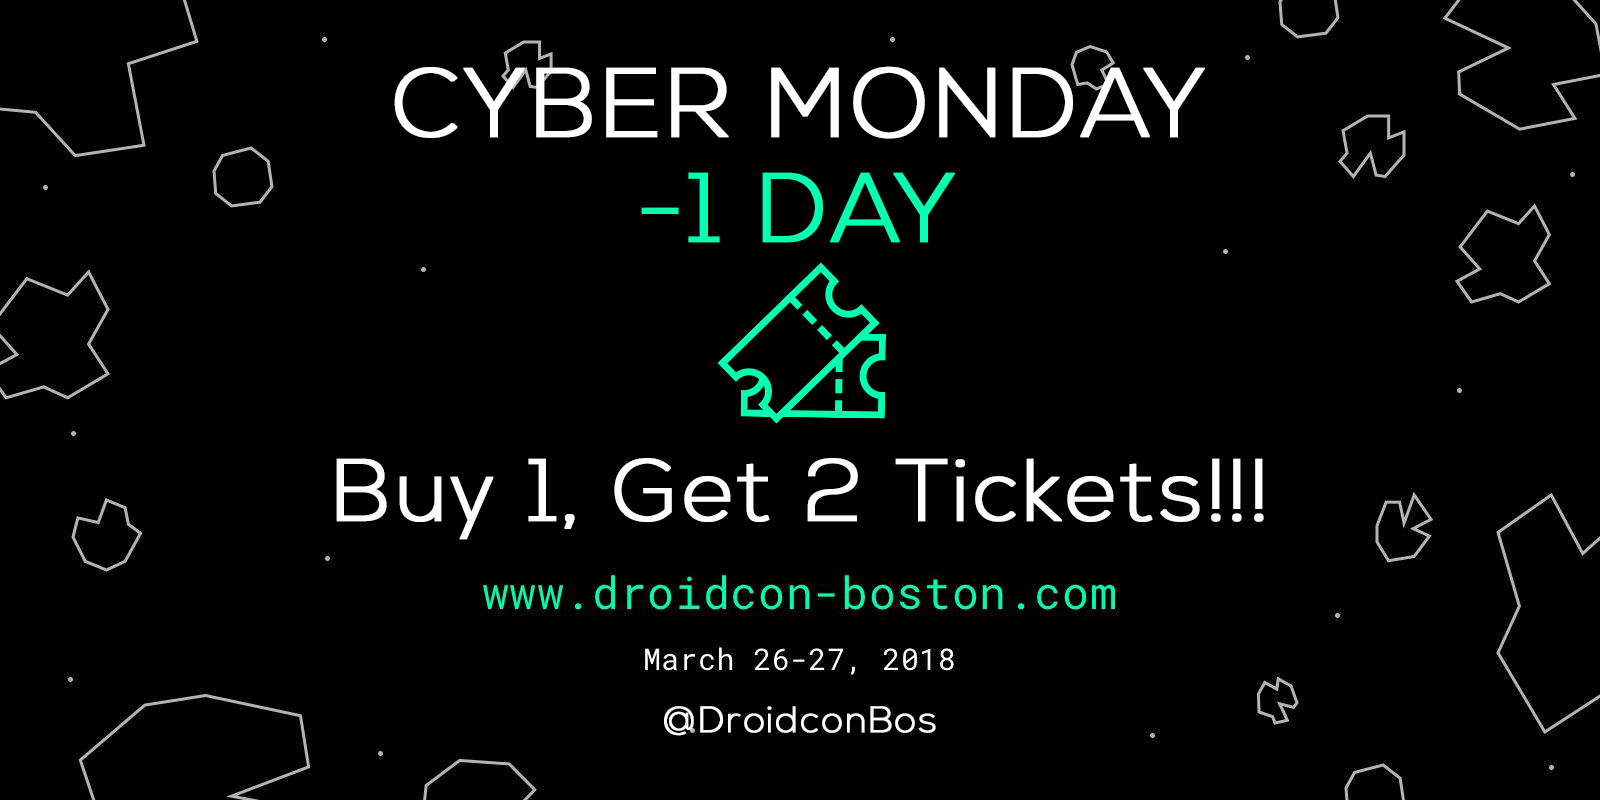 CYBER MONDAY
-1 DAY
Buy 1, Get 2 Tickets!!!
www.droidcon-boston.com
March 26-27, 2018
@DroidconBos